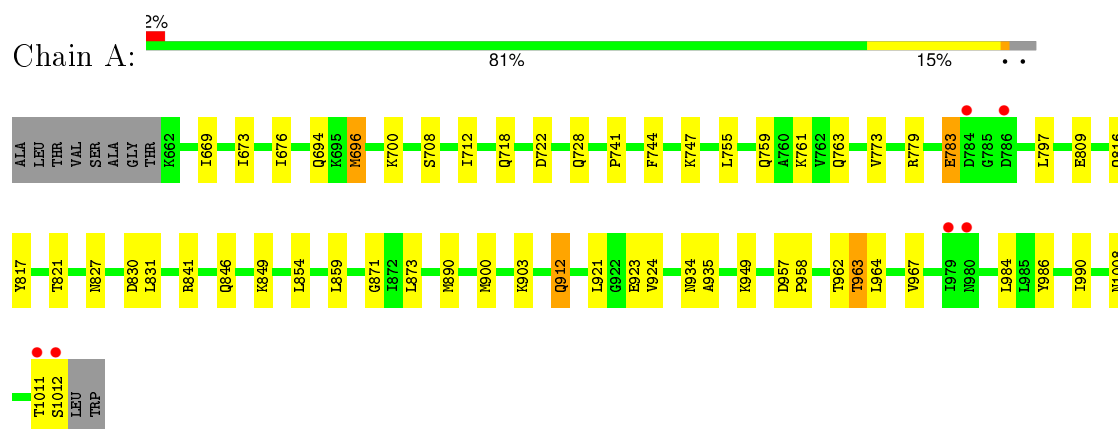 2%
Chain A:
81% 15% • •
ALA LEU THR VAL SER ALA GLY THR K662 I669 I673 I676 Q694 K695 M696 K700 S708 I712 Q718 D722 Q728 P741 F744 K747 L755 Q759 A760 K761 V762 Q763 V773 R779 E783 D784 G785 D786 L797 E809 Q816
Y817 T821 N827 D830 L831 R841 Q846 K849 L854 L859 G871 I872 L873 M890 M900 K903 Q912 L921 G922 E923 V924 N934 A935 K949 D957 P958 T962 T963 L964 V967 I979 N980 L984 L985 Y986 I990 N1008
T1011 S1012 LEU TRP